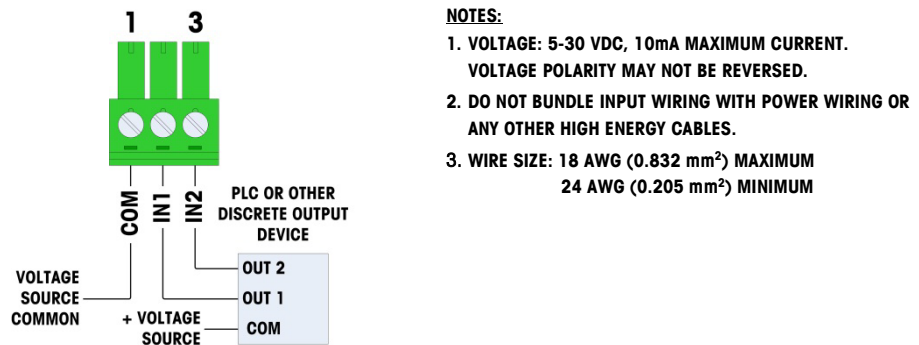 1 3
COM
IN1
IN2
PLC OR OTHER
DISCRETE OUTPUT
DEVICE
OUT 2
OUT 1
COM
VOLTAGE
SOURCE
COMMON
+ VOLTAGE
SOURCE
NOTES:
1. VOLTAGE: 5-30 VDC, 10mA MAXIMUM CURRENT.
VOLTAGE POLARITY MAY NOT BE REVERSED.
2. DO NOT BUNDLE INPUT WIRING WITH POWER WIRING OR
ANY OTHER HIGH ENERGY CABLES.
3. WIRE SIZE: 18 AWG (0.832 mm²) MAXIMUM
24 AWG (0.205 mm²) MINIMUM